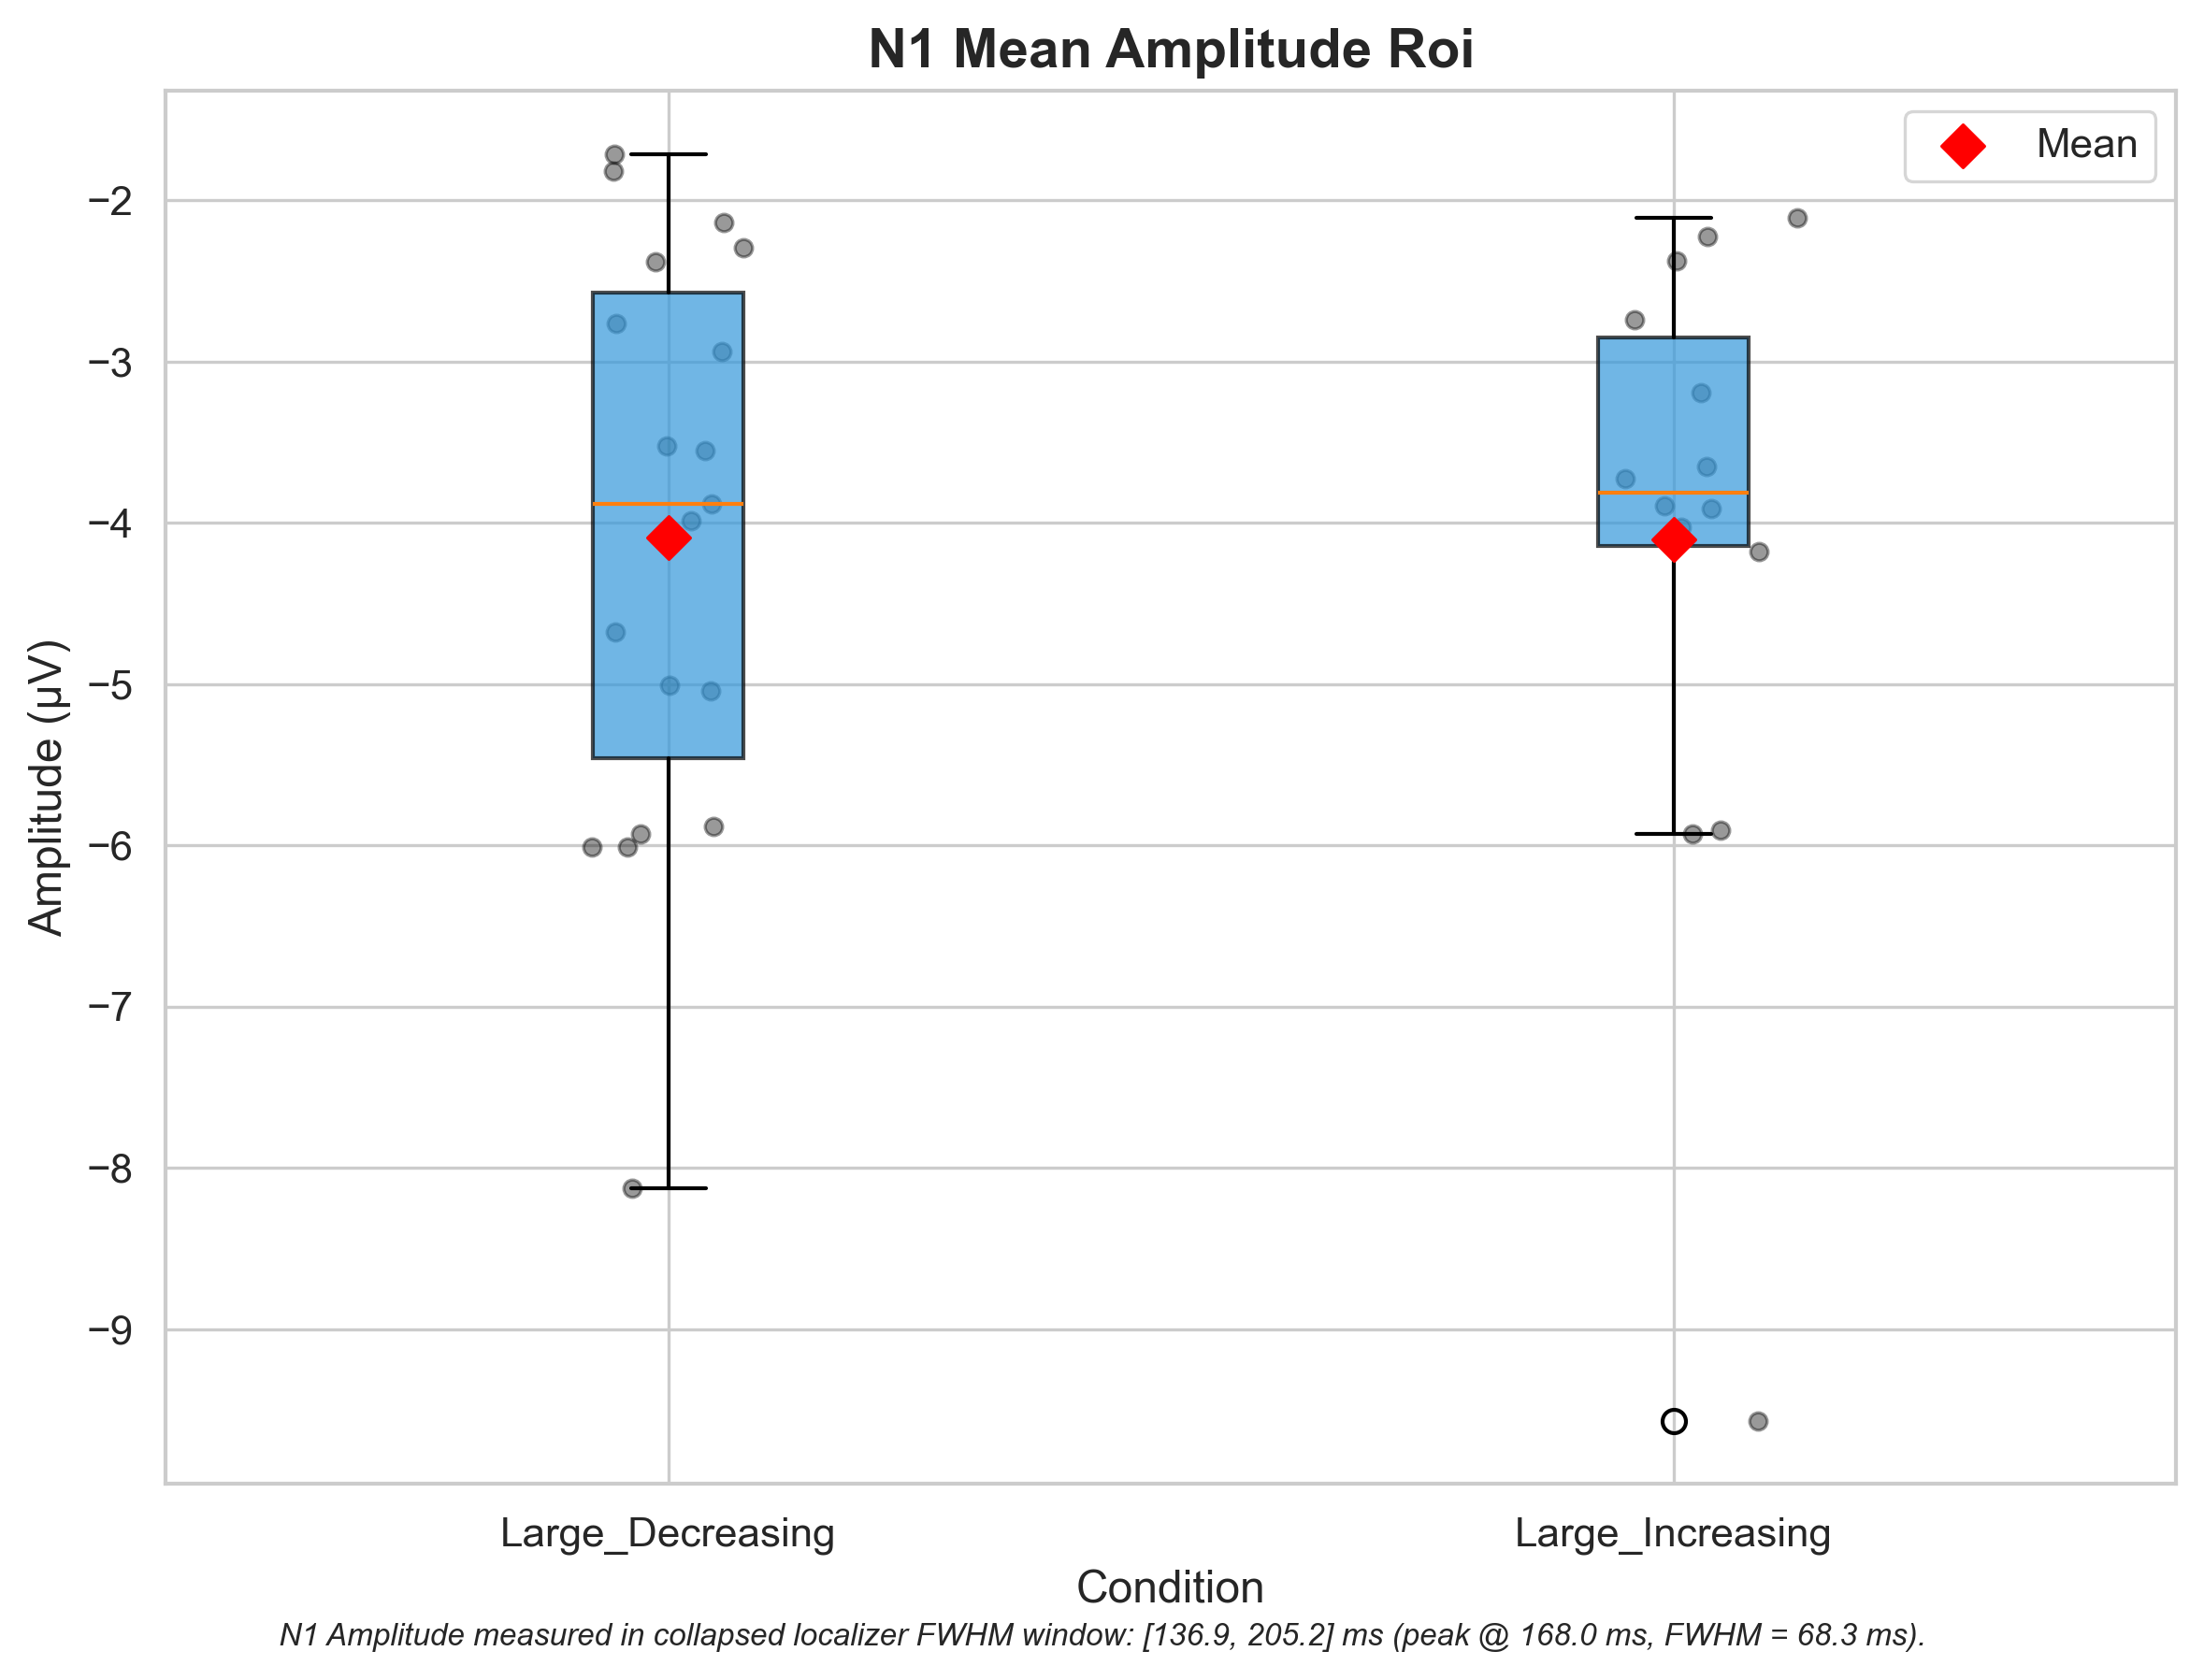 N1 Mean Amplitude Roi
Mean
Amplitude (µV)
−2
−3
−4
−5
−6
−7
−8
−9
Large_Decreasing
Large_Increasing
Condition
N1 Amplitude measured in collapsed localizer FWHM window: [136.9, 205.2] ms (peak @ 168.0 ms, FWHM = 68.3 ms).